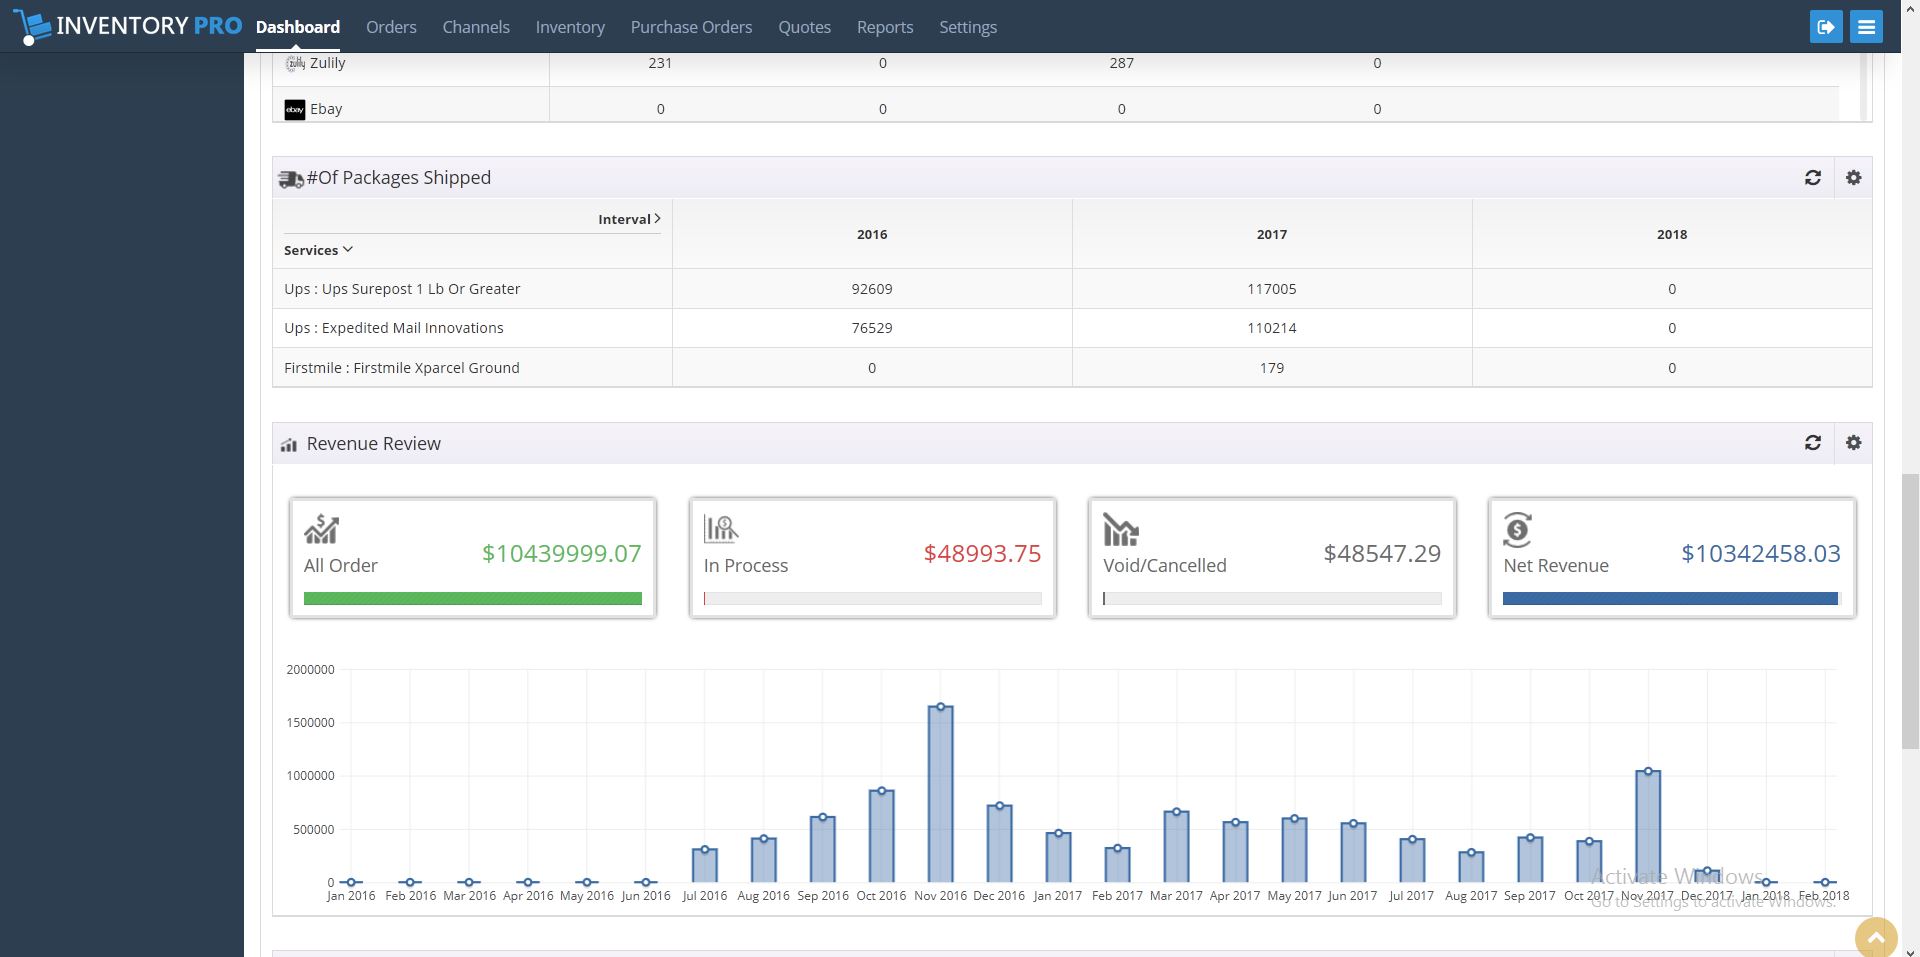 INVENTORY PRO Dashboard Orders Channels Inventory Purchase Orders Quotes Reports Settings
zulily Zulily 231 0 287 0
ebay Ebay 0 0 0 0
#Of Packages Shipped
Interval
Services 2016 2017 2018
Ups : Ups Surepost 1 Lb Or Greater 92609 117005 0
Ups : Expedited Mail Innovations 76529 110214 0
Firstmile : Firstmile Xparcel Ground 0 179 0
Revenue Review
All Order $10439999.07
In Process $48993.75
Void/Cancelled $48547.29
Net Revenue $10342458.03
2000000
1500000
1000000
500000
0
Jan 2016 Feb 2016 Mar 2016 Apr 2016 May 2016 Jun 2016 Jul 2016 Aug 2016 Sep 2016 Oct 2016 Nov 2016 Dec 2016 Jan 2017 Feb 2017 Mar 2017 Apr 2017 May 2017 Jun 2017 Jul 2017 Aug 2017 Sep 2017 Oct 2017 Nov 2017 Dec 2017 Jan 2018 Feb 2018
Activate Windows
Go to Settings to activate Windows.